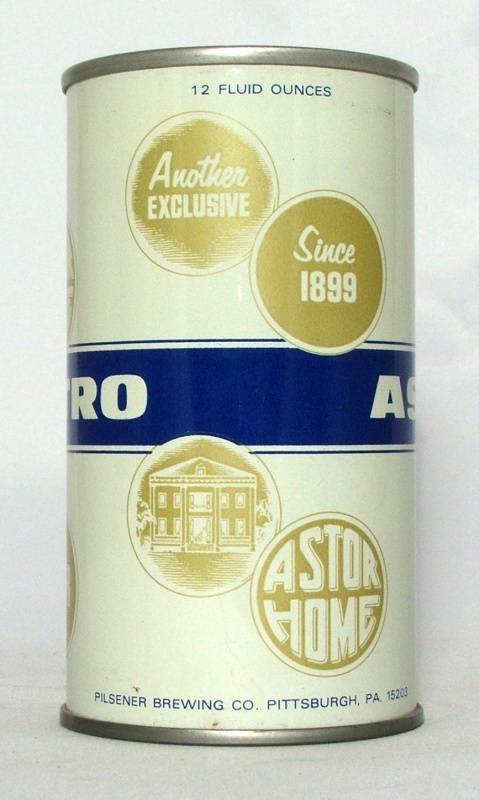 12 FLUID OUNCES
Another
EXCLUSIVE
Since
1899
TRO
AS
ASTOR
HOME
PILSENER BREWING CO. PITTSBURGH, PA. 15203